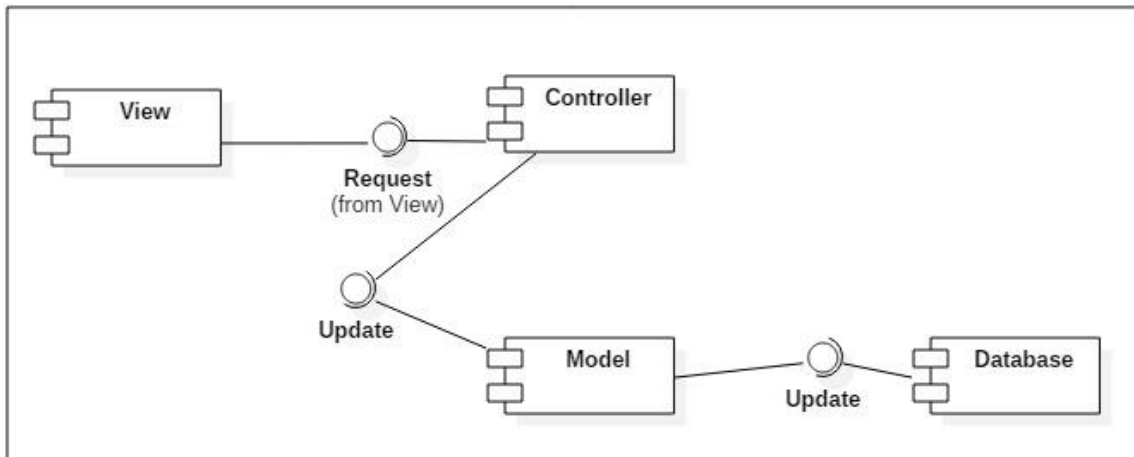 View
Controller
Request
(from View)
Update
Model
Database
Update